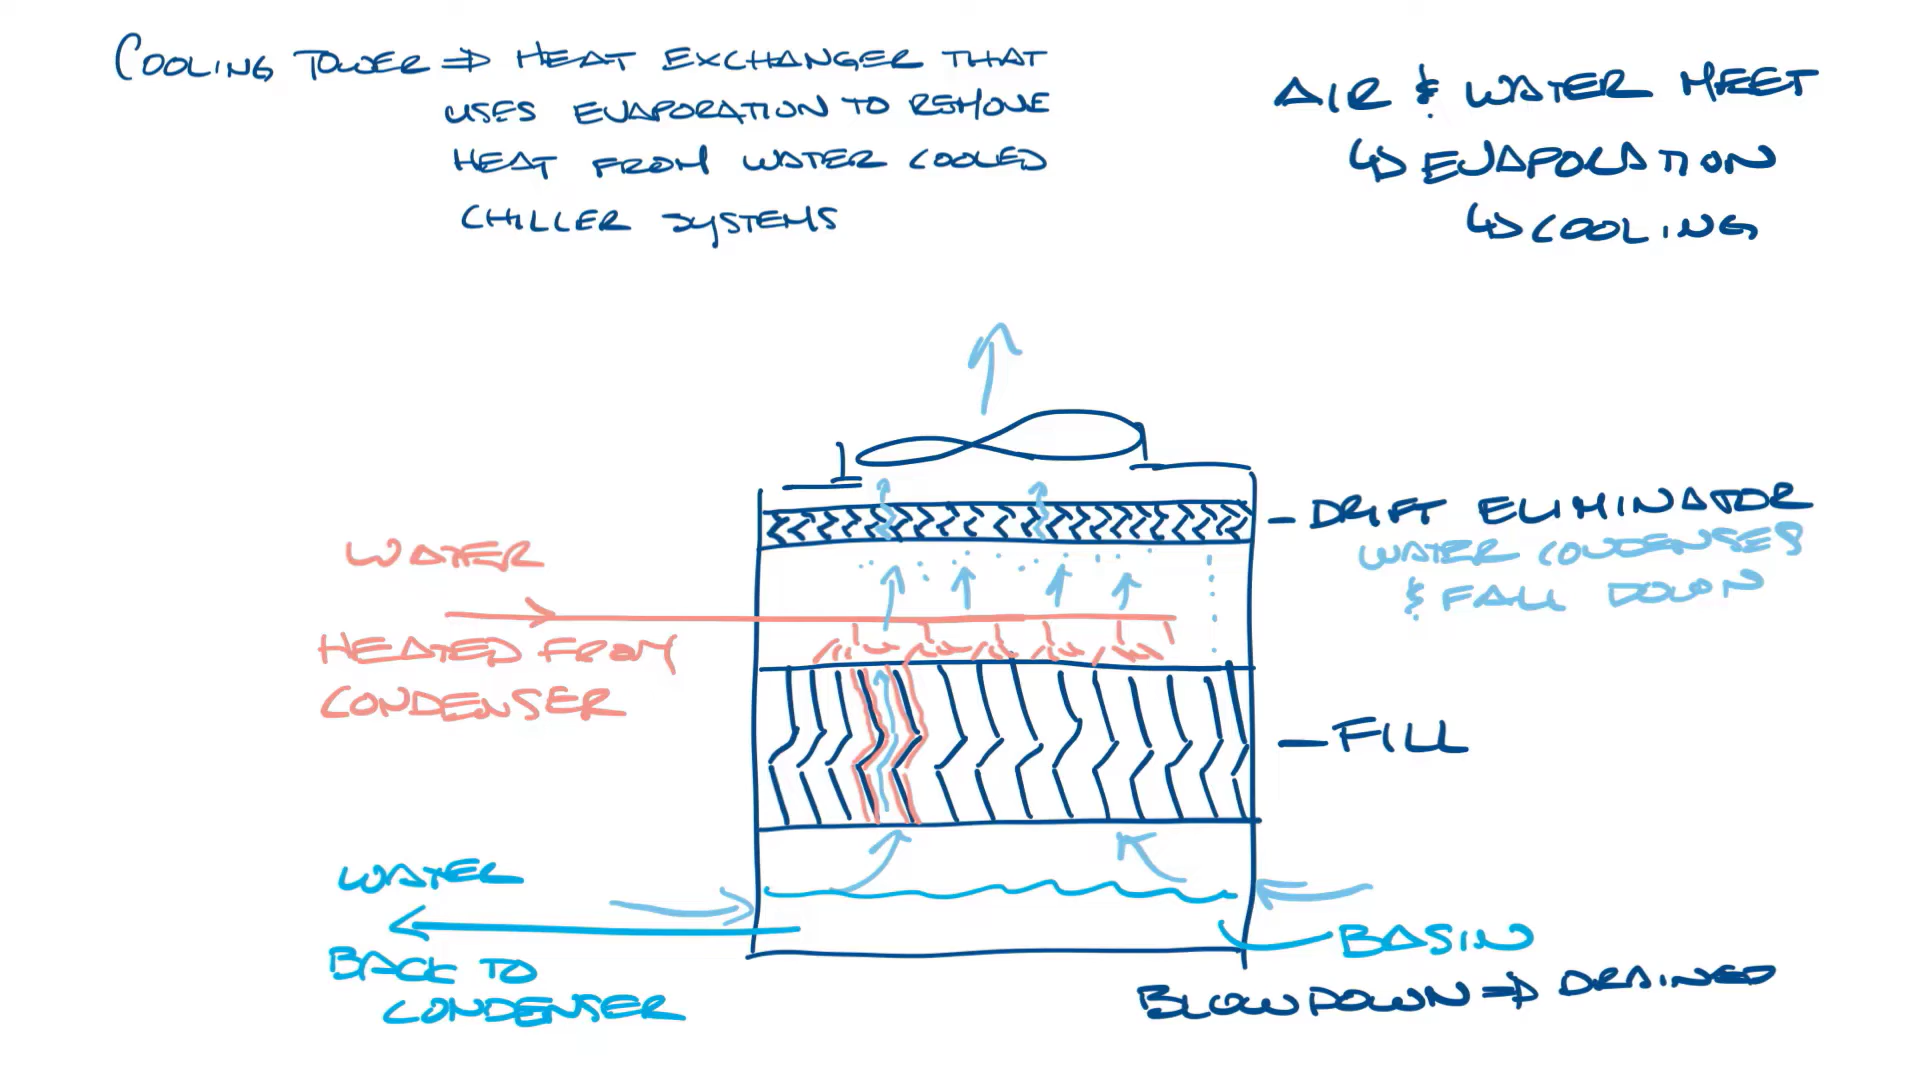 COOLING TOWER ⇒ HEAT EXCHANGER THAT
USES EVAPORATION TO REMOVE
HEAT FROM WATER COOLED
CHILLER SYSTEMS
AIR & WATER MEET
↳ EVAPORATION
↳ COOLING
DRIFT ELIMINATOR
WATER CONDENSES
& FALL DOWN
WATER
HEATED FROM
CONDENSER
FILL
WATER
BACK TO
CONDENSER
BASIN
BLOWDOWN ⇒ DRAINED